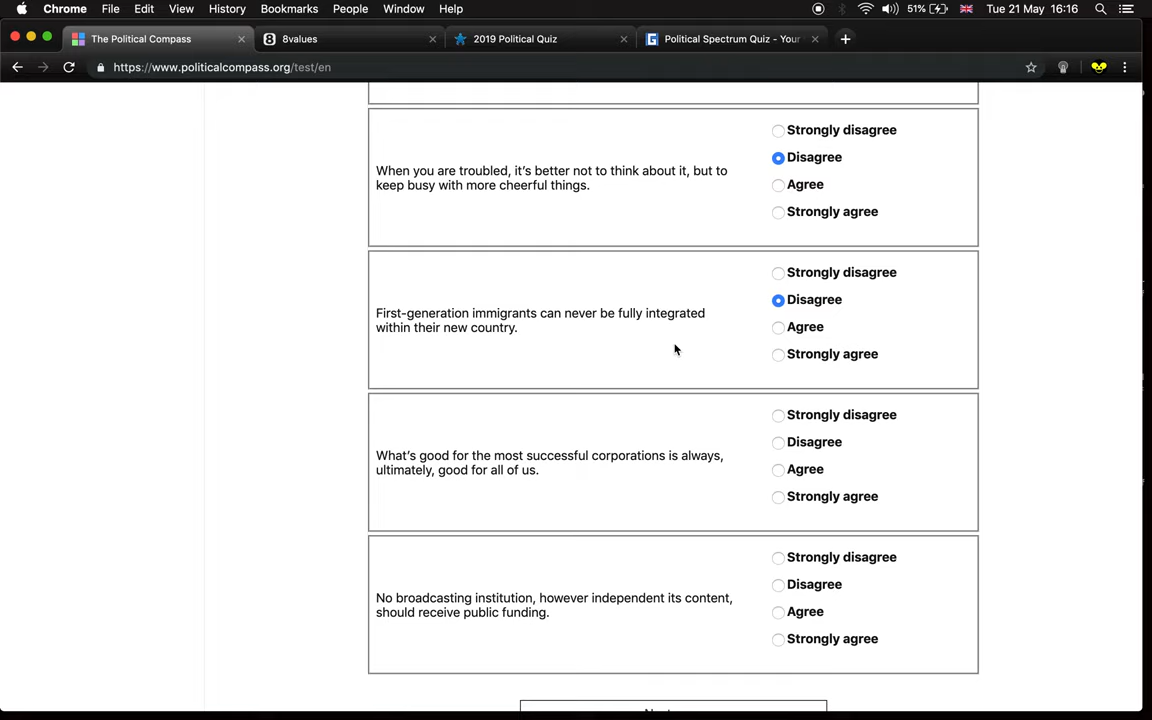 Chrome File Edit View History Bookmarks People Window Help 51% Tue 21 May 16:16
The Political Compass 8values 2019 Political Quiz Political Spectrum Quiz - Your
https://www.politicalcompass.org/test/en
When you are troubled, it's better not to think about it, but to
keep busy with more cheerful things.
Strongly disagree
Disagree
Agree
Strongly agree
First-generation immigrants can never be fully integrated
within their new country.
Strongly disagree
Disagree
Agree
Strongly agree
What's good for the most successful corporations is always,
ultimately, good for all of us.
Strongly disagree
Disagree
Agree
Strongly agree
No broadcasting institution, however independent its content,
should receive public funding.
Strongly disagree
Disagree
Agree
Strongly agree